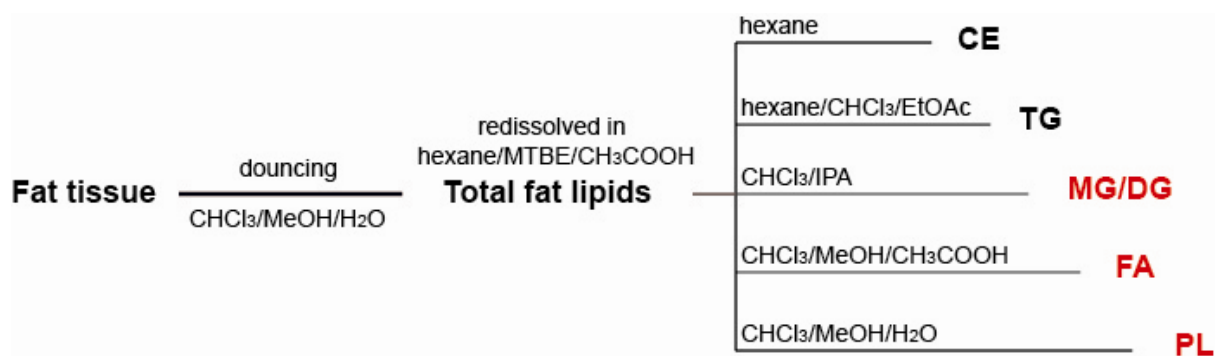 hexane
CE
hexane/CHCl3/EtOAc
TG
redissolved in
hexane/MTBE/CH3COOH
douncing
CHCl3/IPA
Fat tissue
Total fat lipids
MG/DG
CHCl3/MeOH/H2O
CHCl3/MeOH/CH3COOH
FA
CHCl3/MeOH/H2O
PL